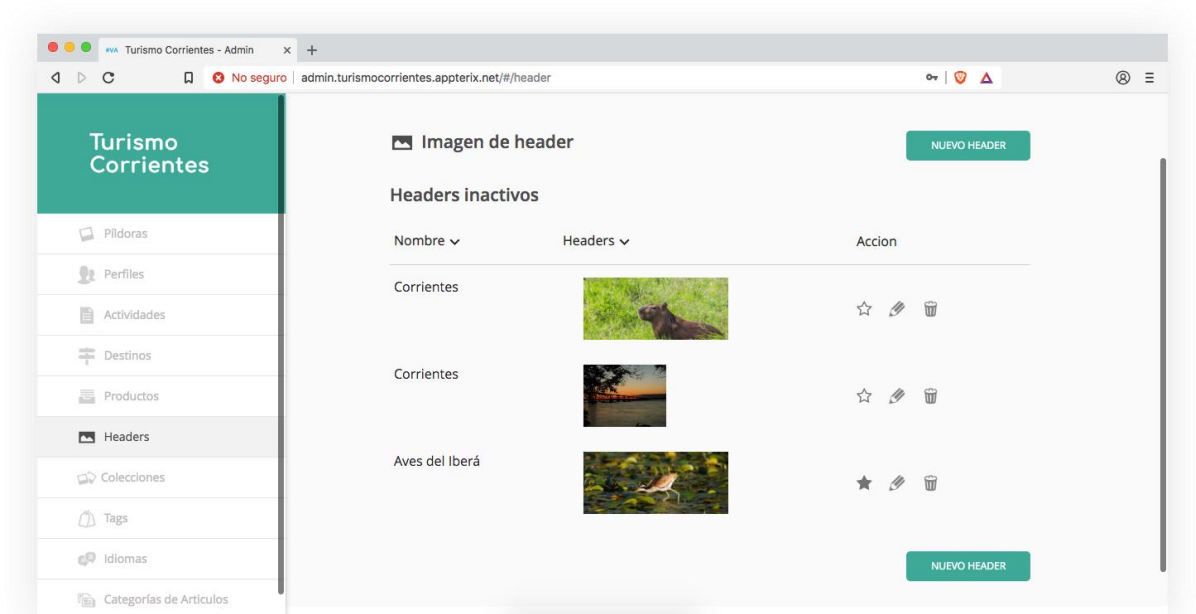 #VA Turismo Corrientes - Admin
No seguro admin.turismocorrientes.appterix.net/#/header
Turismo
Corrientes
Píldoras
Perfiles
Actividades
Destinos
Productos
Headers
Colecciones
Tags
Idiomas
Categorías de Articulos
Imagen de header
NUEVO HEADER
Headers inactivos
Nombre Headers Accion
Corrientes
Corrientes
Aves del Iberá
NUEVO HEADER